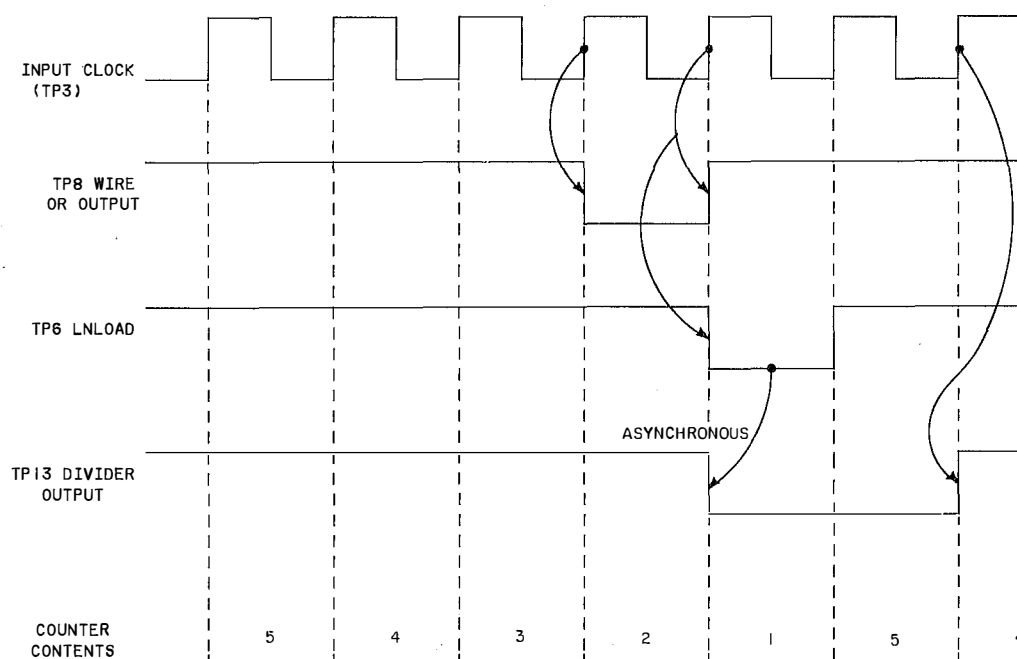 INPUT CLOCK
(TP3)
TP8 WIRE
OR OUTPUT
TP6 LNLOAD
ASYNCHRONOUS
TP13 DIVIDER
OUTPUT
COUNTER
CONTENTS
5 4 3 2 1 5